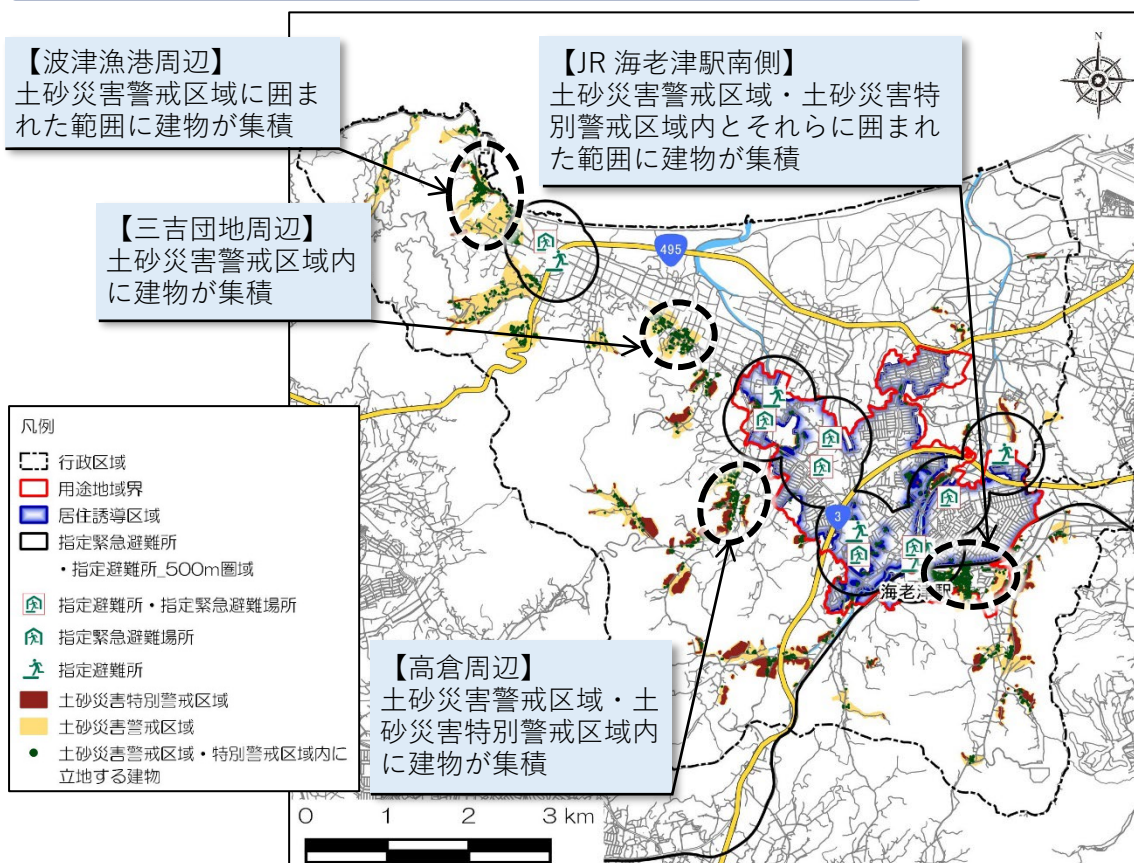 【波津漁港周辺】
土砂災害警戒区域に囲ま
れた範囲に建物が集積
【JR 海老津駅南側】
土砂災害警戒区域・土砂災害特
別警戒区域内とそれらに囲まれ
た範囲に建物が集積
N
【三吉団地周辺】
土砂災害警戒区域内
に建物が集積
495
3
海老津駅
凡例
行政区域
用途地域界
居住誘導区域
指定緊急避難所
・指定避難所_500m圏域
指定避難所・指定緊急避難場所
指定緊急避難場所
指定避難所
土砂災害特別警戒区域
土砂災害警戒区域
土砂災害警戒区域・特別警戒区域内に
立地する建物
【高倉周辺】
土砂災害警戒区域・土
砂災害特別警戒区域内
に建物が集積
0 1 2 3 km